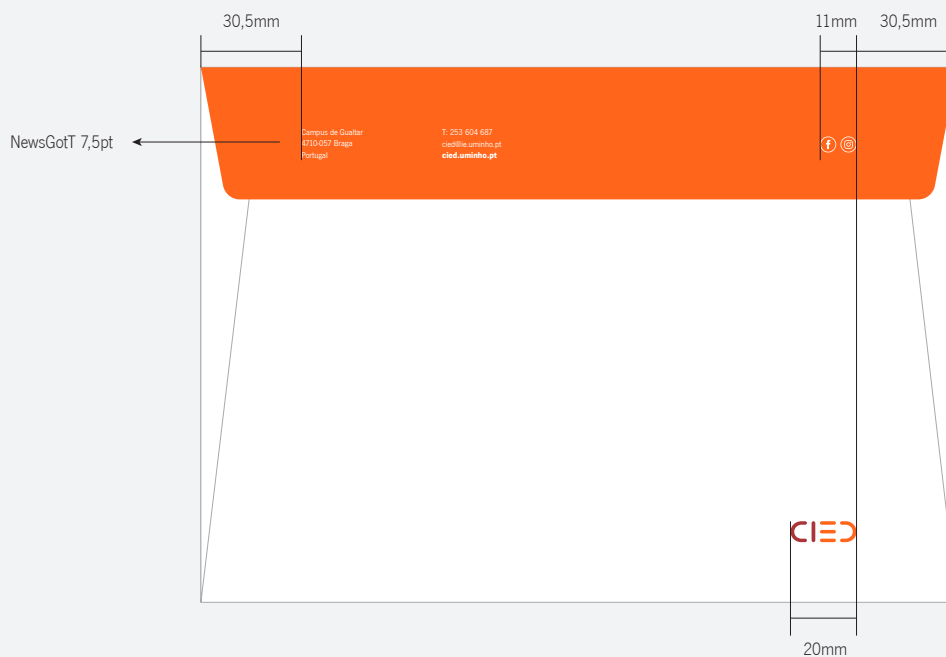 30,5mm
11mm
30,5mm
NewsGotT 7,5pt
Campus de Gualtar
4710-057 Braga
Portugal
T: 253 604 687
cied@ie.uminho.pt
cied.uminho.pt
CIED
20mm